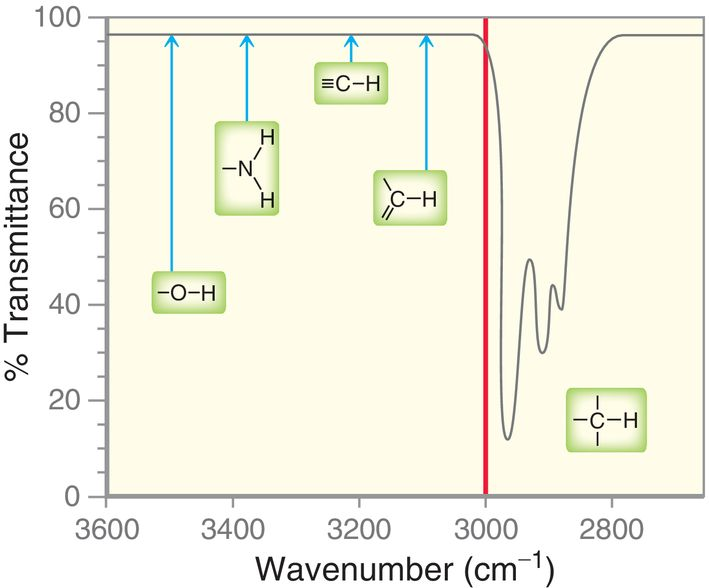 100
80
60
40
20
0
% Transmittance
≡C–H
–N
H
H
C–H
–O–H
–C–H
3600
3400
3200
3000
2800
Wavenumber (cm⁻¹)